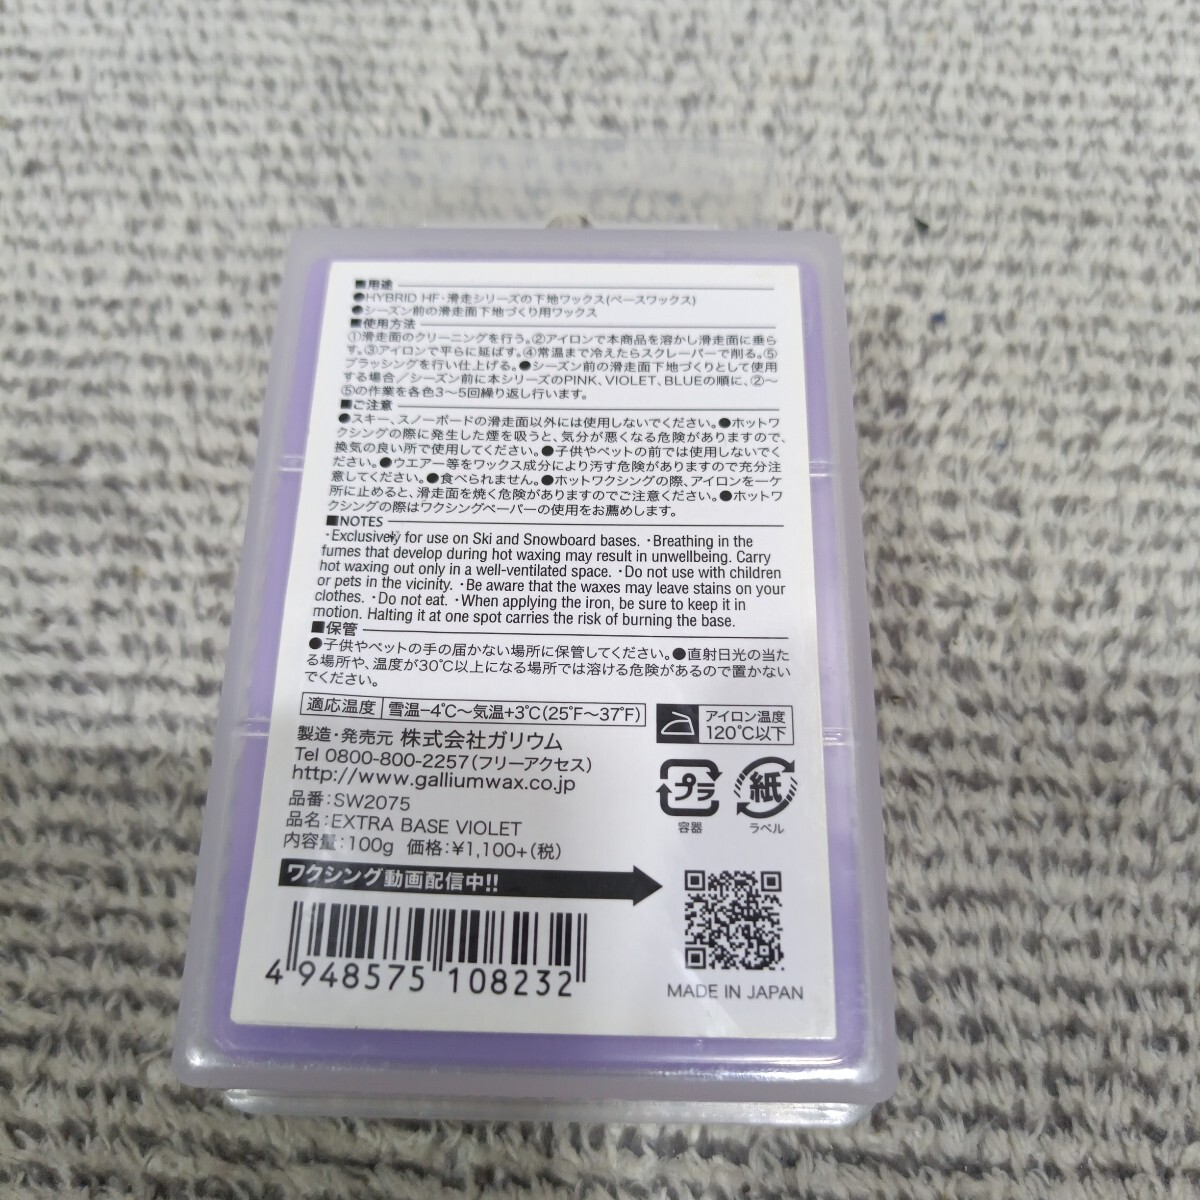 ■用途
●HYBRID HF・滑走シリーズの下地ワックス(ベースワックス)
●シーズン前の滑走面下地づくり用ワックス
■使用方法
①滑走面のクリーニングを行う。②アイロンで本商品を溶かし滑走面に垂ら
す。③アイロンで平らに延ばす。④常温まで冷えたらスクレーパーで削る。⑤
ブラッシングを行い仕上げる。●シーズン前の滑走面下地づくりとして使用
する場合／シーズン前に本シリーズのPINK、VIOLET、BLUEの順に、②～
⑤の作業を各色3～5回繰り返し行います。
■ご注意
●スキー、スノーボードの滑走面以外には使用しないでください。●ホットワ
クシングの際に発生した煙を吸うと、気分が悪くなる危険がありますので、
換気の良い所で使用してください。●子供やペットの前では使用しないでく
ださい。●ウエアー等をワックス成分により汚す危険がありますので充分注
意してください。●食べられません。●ホットワクシングの際、アイロンを一ケ
所に止めると、滑走面を焼く危険がありますのでご注意ください。●ホットワ
クシングの際はワクシングペーパーの使用をお薦めします。
■NOTES
・Exclusively for use on Ski and Snowboard bases. ・Breathing in the
fumes that develop during hot waxing may result in unwellbeing. Carry
hot waxing out only in a well-ventilated space. ・Do not use with children
or pets in the vicinity. ・Be aware that the waxes may leave stains on your
clothes. ・Do not eat. ・When applying the iron, be sure to keep it in
motion. Halting it at one spot carries the risk of burning the base.
■保管
●子供やペットの手の届かない場所に保管してください。●直射日光の当た
る場所や、温度が30℃以上になる場所では溶ける危険があるので置かない
でください。
適応温度 雪温−4℃～気温+3℃(25℉～37℉)
アイロン温度
120℃以下
製造・発売元 株式会社ガリウム
Tel 0800-800-2257(フリーアクセス)
http://www.galliumwax.co.jp
プラ
容器
紙
ラベル
品番：SW2075
品名：EXTRA BASE VIOLET
内容量：100g 価格：¥1,100+(税)
ワクシング動画配信中!!
4 948575 108232
MADE IN JAPAN